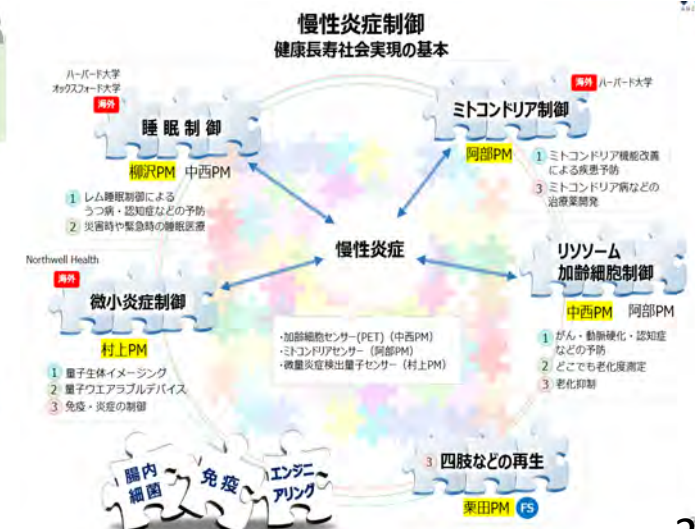 慢性炎症制御
健康長寿社会実現の基本
ハーバード大学
オックスフォード大学
海外
睡眠制御
柳沢PM 中西PM
① レム睡眠制御による
うつ病・認知症などの予防
② 災害時や緊急時の睡眠医療
海外 ハーバード大学
ミトコンドリア制御
阿部PM
① ミトコンドリア機能改善
による疾患予防
③ ミトコンドリア病などの
治療薬開発
慢性炎症
Northwell Health
海外
微小炎症制御
村上PM
① 量子生体イメージング
② 量子ウエアラブルデバイス
③ 免疫・炎症の制御
リソソーム
加齢細胞制御
中西PM 阿部PM
① がん・動脈硬化・認知症
などの予防
② どこでも老化度測定
③ 老化抑制
・加齢細胞センサー(PET)（中西PM）
・ミトコンドリアセンサー（阿部PM）
・微量炎症検出量子センサー（村上PM）
腸内
細菌
免疫
エンジニ
アリング
③ 四肢などの再生
栗田PM FS